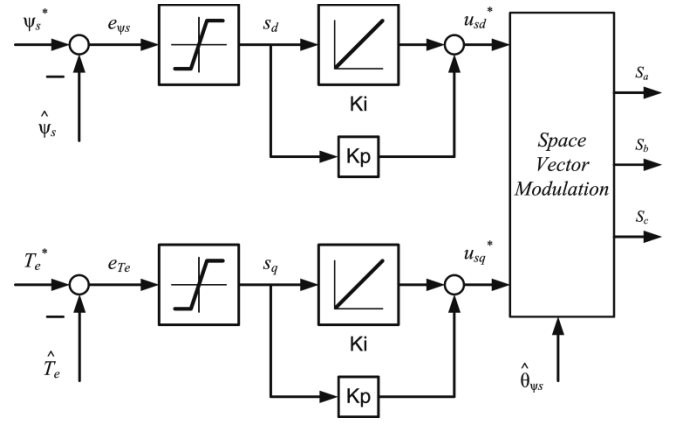 ψs* eψs sd usd*
Ki
ψ̂s
Kp
Sa
Space
Vector
Modulation
Sb
Sc
Te* eTe sq usq*
Ki
T̂e
Kp
θ̂ψs